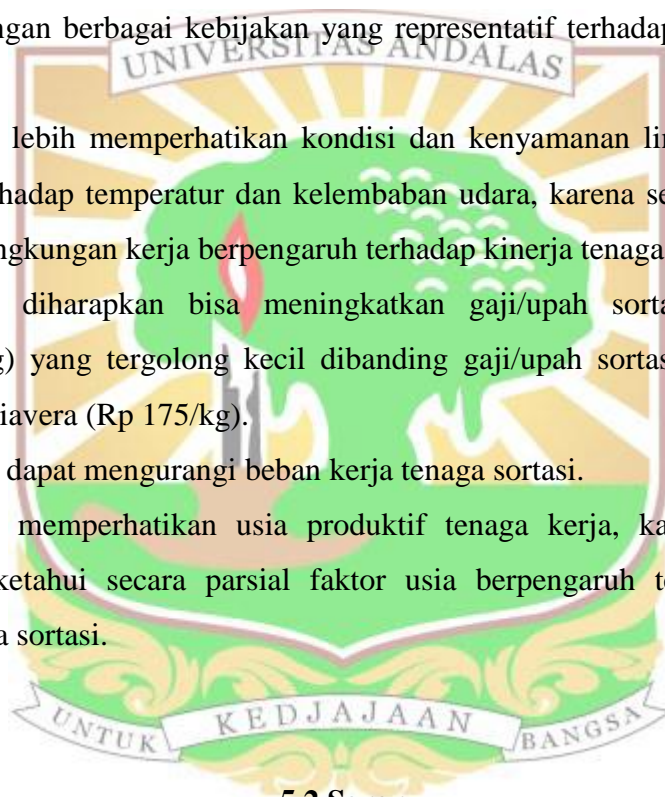 ngan berbagai kebijakan yang representatif terhadap
UNIVERSITAS ANDALAS
lebih memperhatikan kondisi dan kenyamanan lin
hadap temperatur dan kelembaban udara, karena se
ngkungan kerja berpengaruh terhadap kinerja tenaga
diharapkan bisa meningkatkan gaji/upah sorta
g) yang tergolong kecil dibanding gaji/upah sortas
iavera (Rp 175/kg).
dapat mengurangi beban kerja tenaga sortasi.
memperhatikan usia produktif tenaga kerja, ka
ketahui secara parsial faktor usia berpengaruh te
a sortasi.
UNTUK KEDJAJAAN BANGSA